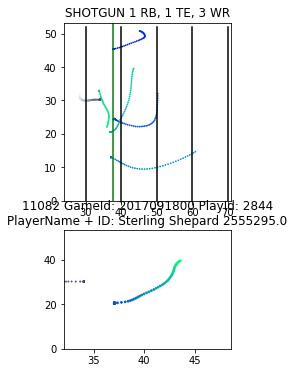 SHOTGUN 1 RB, 1 TE, 3 WR
50
40
30
20
10
0
30 40 50 60 70
11082 GameId: 2017091800 PlayId: 2844
PlayerName + ID: Sterling Shepard 2555295.0
40
20
0
35 40 45